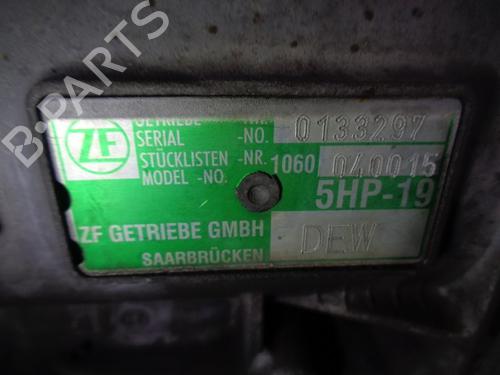 B-PARTS
ZF
GETRIEBE -NR.
SERIAL -NO. 0133297
STÜCKLISTEN -NR. 1060 040015
MODEL -NO. 5HP-19
ZF GETRIEBE GMBH DEW
SAARBRÜCKEN